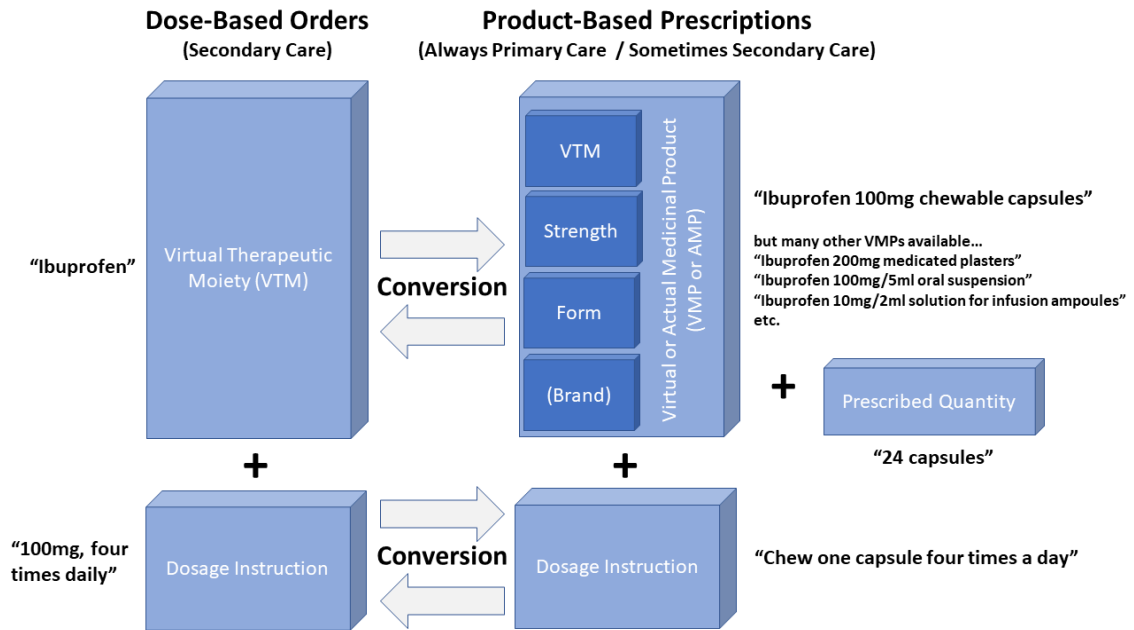 Dose-Based Orders
(Secondary Care)
Product-Based Prescriptions
(Always Primary Care / Sometimes Secondary Care)
“Ibuprofen”
Virtual Therapeutic
Moiety (VTM)
Conversion
VTM
Strength
Form
(Brand)
Virtual or Actual Medicinal Product
(VMP or AMP)
“Ibuprofen 100mg chewable capsules”
but many other VMPs available...
“Ibuprofen 200mg medicated plasters”
“Ibuprofen 100mg/5ml oral suspension”
“Ibuprofen 10mg/2ml solution for infusion ampoules”
etc.
+
Prescribed Quantity
“24 capsules”
+
+
“100mg, four
times daily”
Dosage Instruction
Conversion
Dosage Instruction
“Chew one capsule four times a day”